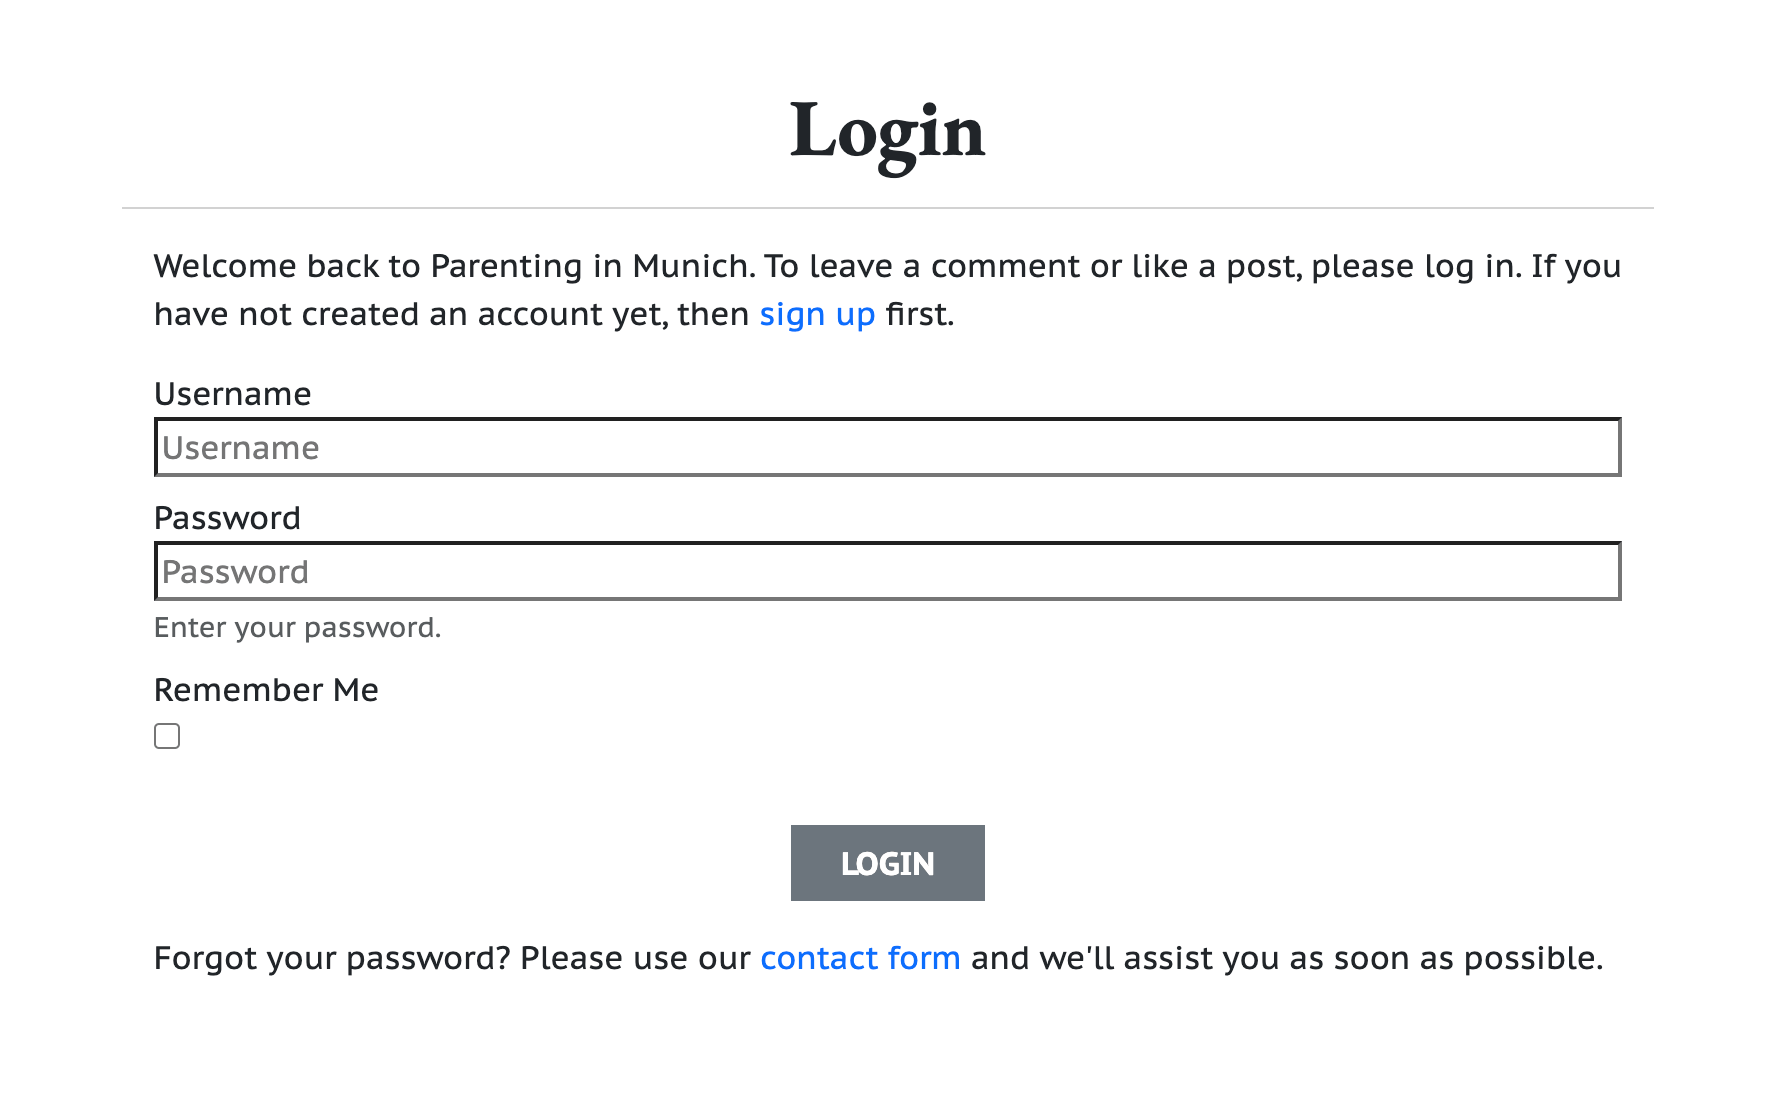 Login
Welcome back to Parenting in Munich. To leave a comment or like a post, please log in. If you
have not created an account yet, then sign up first.
Username
Username
Password
Password
Enter your password.
Remember Me
LOGIN
Forgot your password? Please use our contact form and we'll assist you as soon as possible.